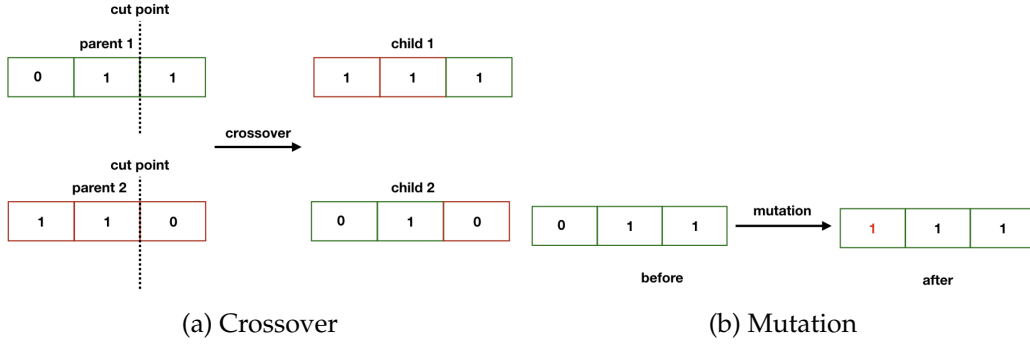 cut point
parent 1
0 1 1
crossover
cut point
parent 2
1 1 0
child 1
1 1 1
child 2
0 1 0
(a) Crossover
0 1 1
before
mutation
1 1 1
after
(b) Mutation